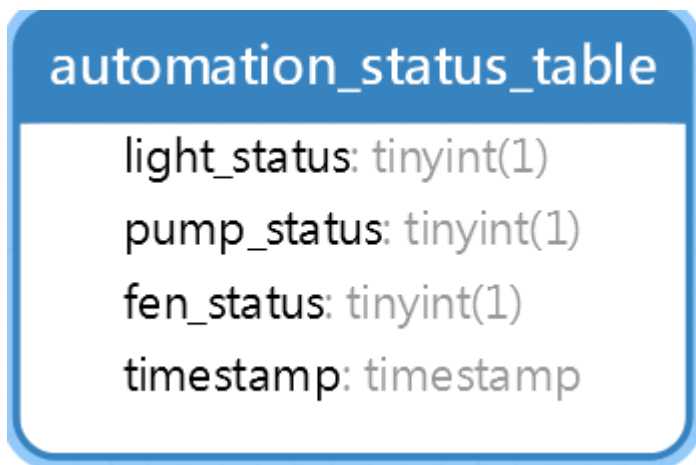 automation_status_table
light_status: tinyint(1)
pump_status: tinyint(1)
fen_status: tinyint(1)
timestamp: timestamp